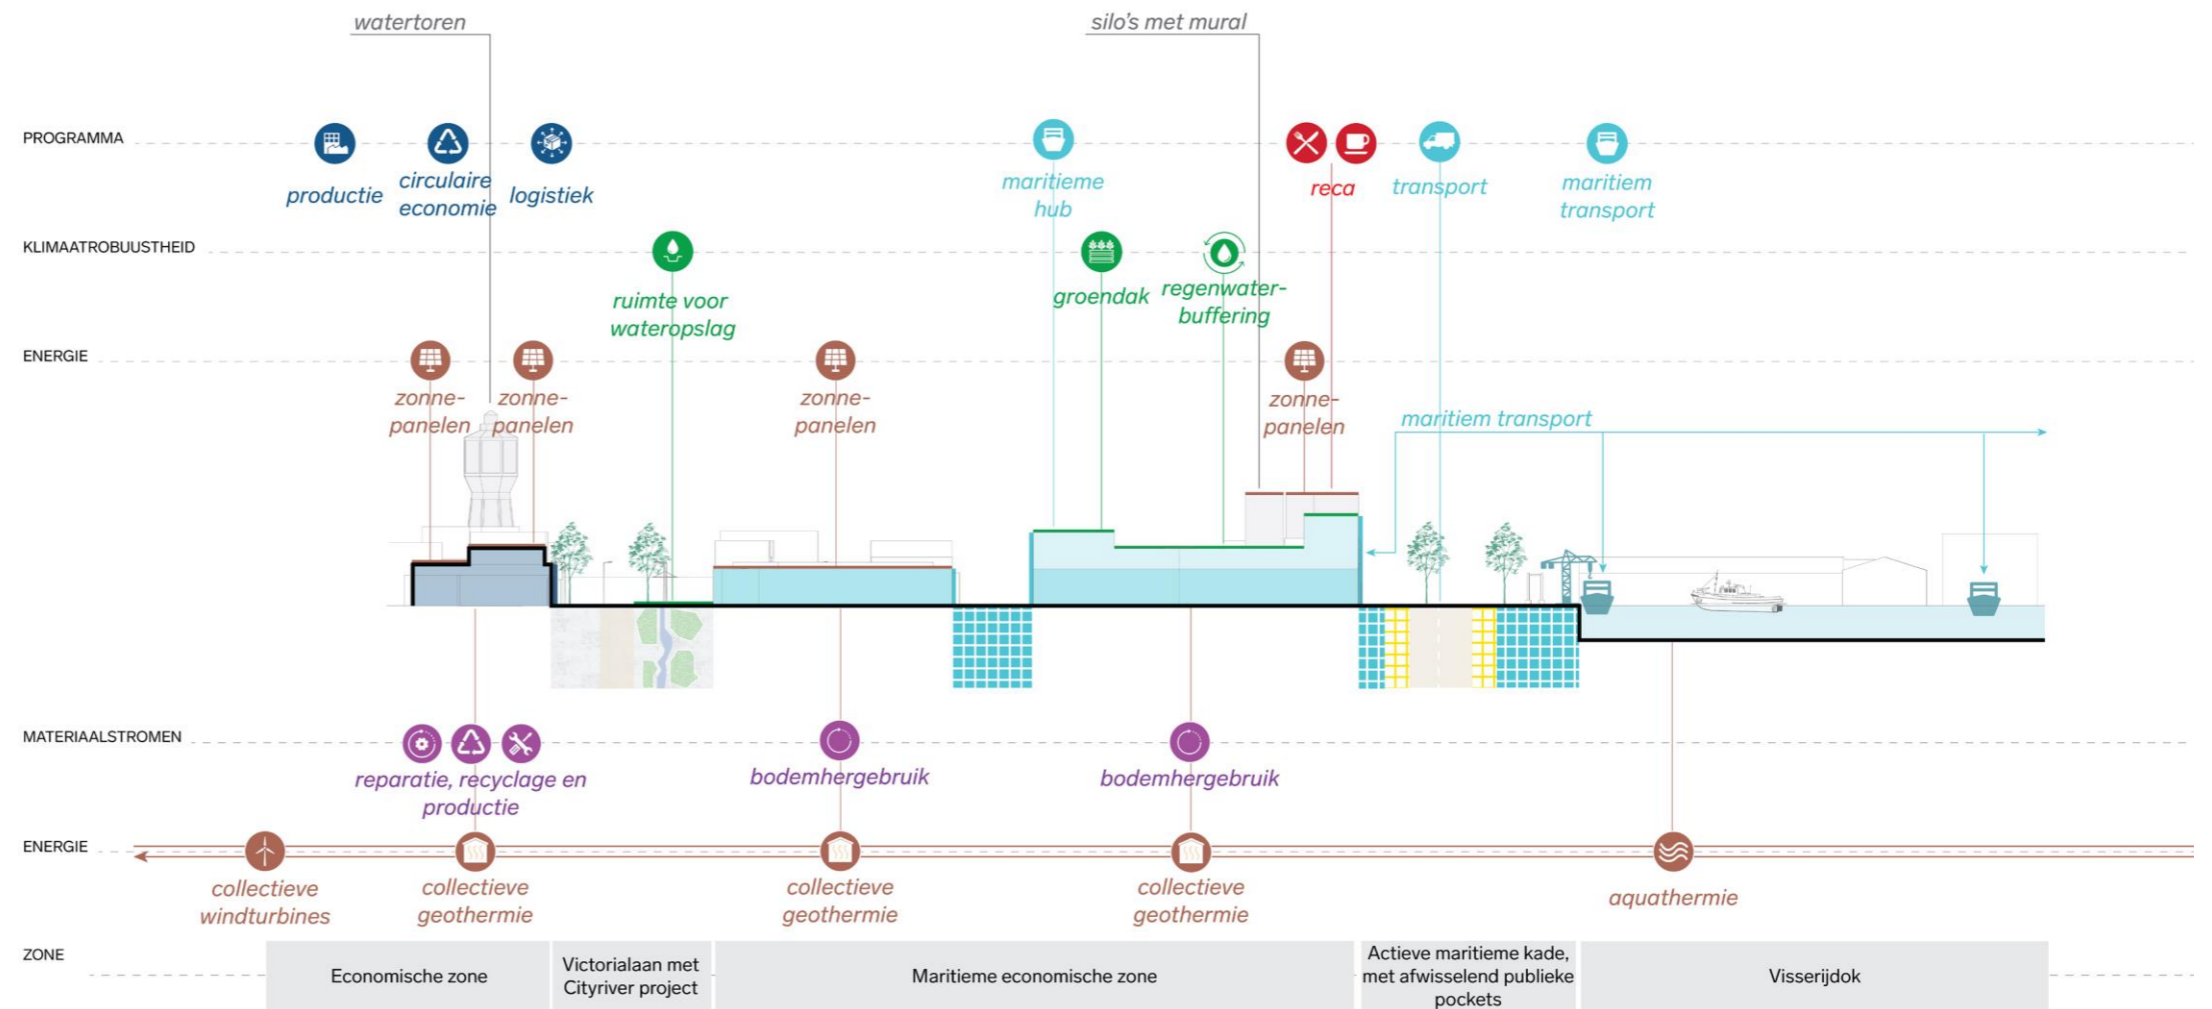 watertoren
silo's met mural
PROGRAMMA
productie
circulaire
economie
logistiek
maritieme
hub
reca
transport
maritiem
transport
KLIMAATROBUUSTHEID
ruimte voor
wateropslag
groendak
regenwater-
buffering
ENERGIE
zonne-
panelen
zonne-
panelen
zonne-
panelen
zonne-
panelen
maritiem transport
MATERIAALSTROMEN
reparatie, recyclage en
productie
bodemhergebruik
bodemhergebruik
ENERGIE
collectieve
windturbines
collectieve
geothermie
collectieve
geothermie
collectieve
geothermie
aquathermie
ZONE
Economische zone
Victorialaan met
Cityriver project
Maritieme economische zone
Actieve maritieme kade,
met afwisselend publieke
pockets
Visserijdok